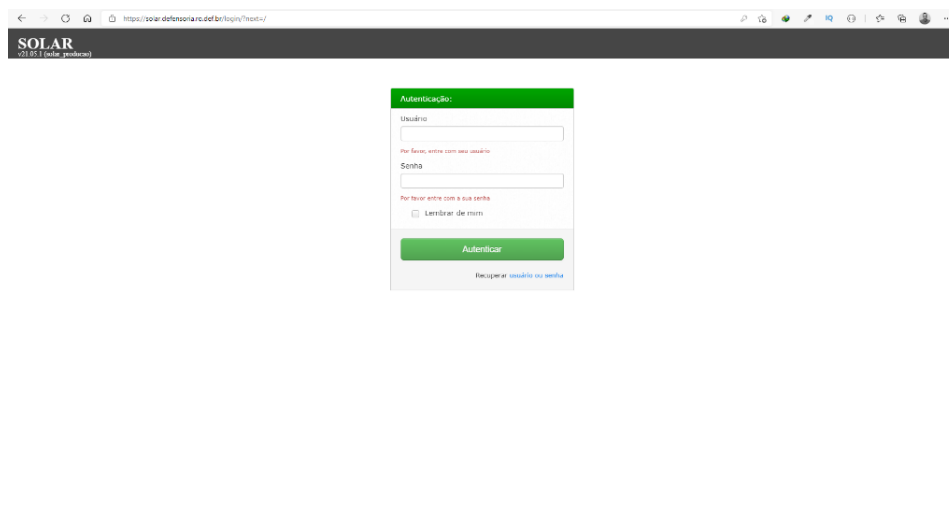 https://solar.defensoria.ro.def.br/login/?next=/
SOLAR
v21.05.1 (solar_producao)
Autenticação:
Usuário
Por favor, entre com seu usuário
Senha
Por favor entre com a sua senha
Lembrar de mim
Autenticar
Recuperar usuário ou senha